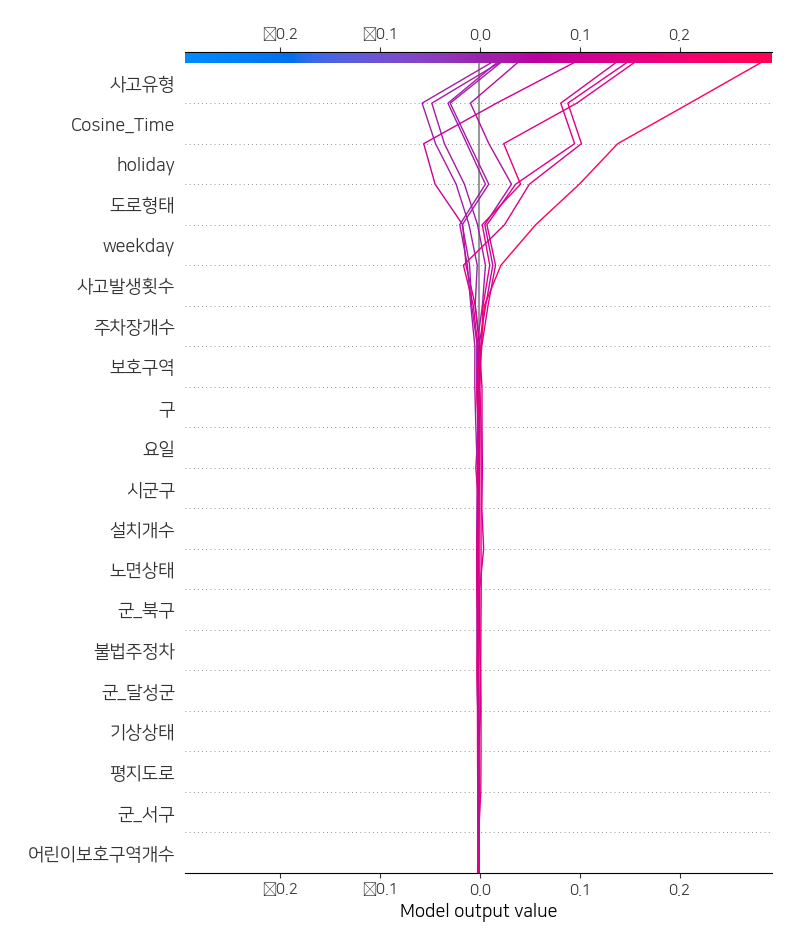 ▯0.2 ▯0.1 0.0 0.1 0.2
사고유형
Cosine_Time
holiday
도로형태
weekday
사고발생횟수
주차장개수
보호구역
구
요일
시군구
설치개수
노면상태
군_북구
불법주정차
군_달성군
기상상태
평지도로
군_서구
어린이보호구역개수
▯0.2 ▯0.1 0.0 0.1 0.2
Model output value